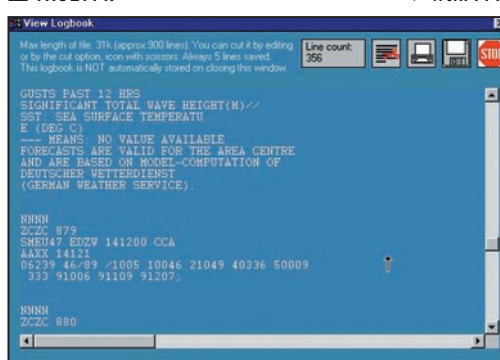 View Logbook
Max length of file: 31k (approx 900 lines) You can cut it by editing
or by the cut option, icon with scissors. Always 5 lines saved.
This logbook is NOT automatically stored on closing this window.
Line count:
356
STOP
GUSTS PAST 12 HRS
SIGNIFICANT TOTAL WAVE HEIGHT(M)//
SST: SEA SURFACE TEMPERATU
E (DEG C)
--- MEANS: NO VALUE AVAILABLE
FORECASTS ARE VALID FOR THE AREA CENTRE
AND ARE BASED ON MODEL-COMPUTATION OF
DEUTSCHER WETTERDIENST
(GERMAN WEATHER SERVICE);
NNNN
ZCZC 879
SMEU47 EDZW 141200 CCA
AAXX 14121
06239 46/89 /1005 10046 21049 40336 50009
333 91006 91109 91207;
NNNN
ZCZC 880